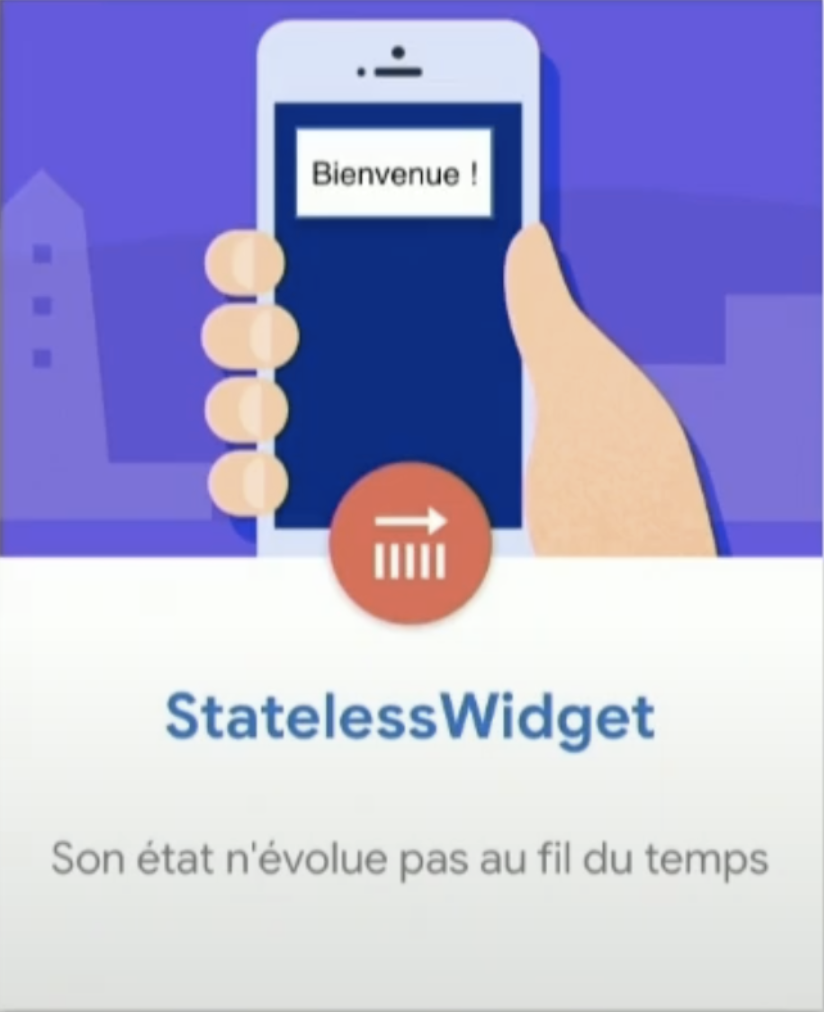 Bienvenue !
StatelessWidget
Son état n'évolue pas au fil du temps